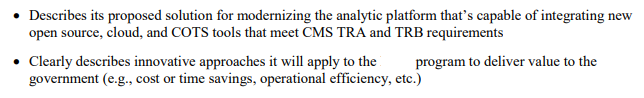 • Describes its proposed solution for modernizing the analytic platform that's capable of integrating new
open source, cloud, and COTS tools that meet CMS TRA and TRB requirements
• Clearly describes innovative approaches it will apply to the program to deliver value to the
government (e.g., cost or time savings, operational efficiency, etc.)